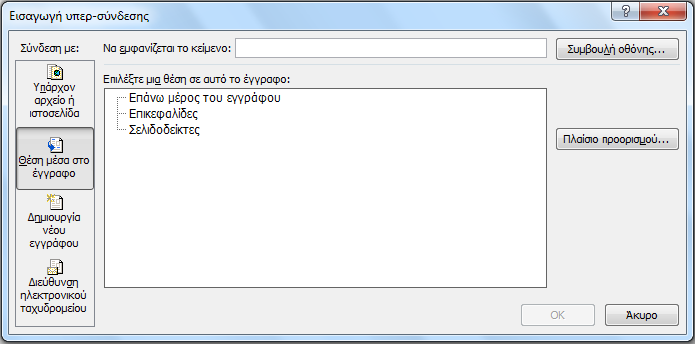 Εισαγωγή υπερ-σύνδεσης
Σύνδεση με:
Να εμφανίζεται το κείμενο:
Συμβουλή οθόνης...
Υπάρχον
αρχείο ή
ιστοσελίδα
Θέση μέσα στο
έγγραφο
Δημιουργία
νέου
εγγράφου
Διεύθυνση
ηλεκτρονικού
ταχυδρομείου
Επιλέξτε μια θέση σε αυτό το έγγραφο:
Επάνω μέρος του εγγράφου
Επικεφαλίδες
Σελιδοδείκτες
Πλαίσιο προορισμού...
OK
Άκυρο